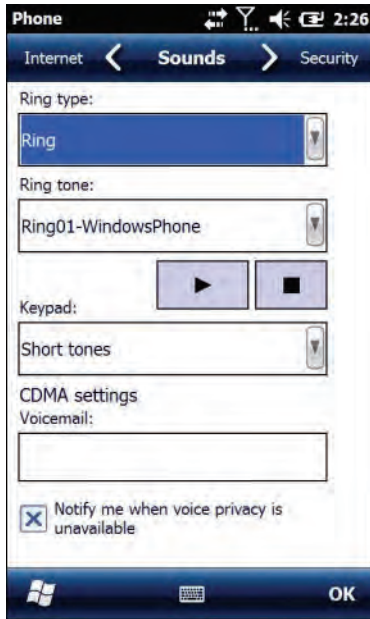 Phone 2:26
Internet Sounds Security
Ring type:
Ring
Ring tone:
Ring01-WindowsPhone
Keypad:
Short tones
CDMA settings
Voicemail:
Notify me when voice privacy is
unavailable
OK